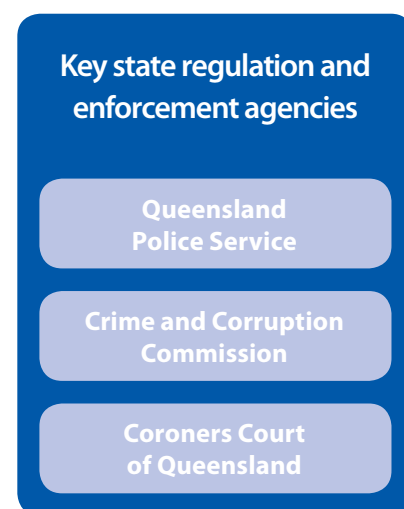 Key state regulation and
enforcement agencies
Queensland
Police Service
Crime and Corruption
Commission
Coroners Court
of Queensland